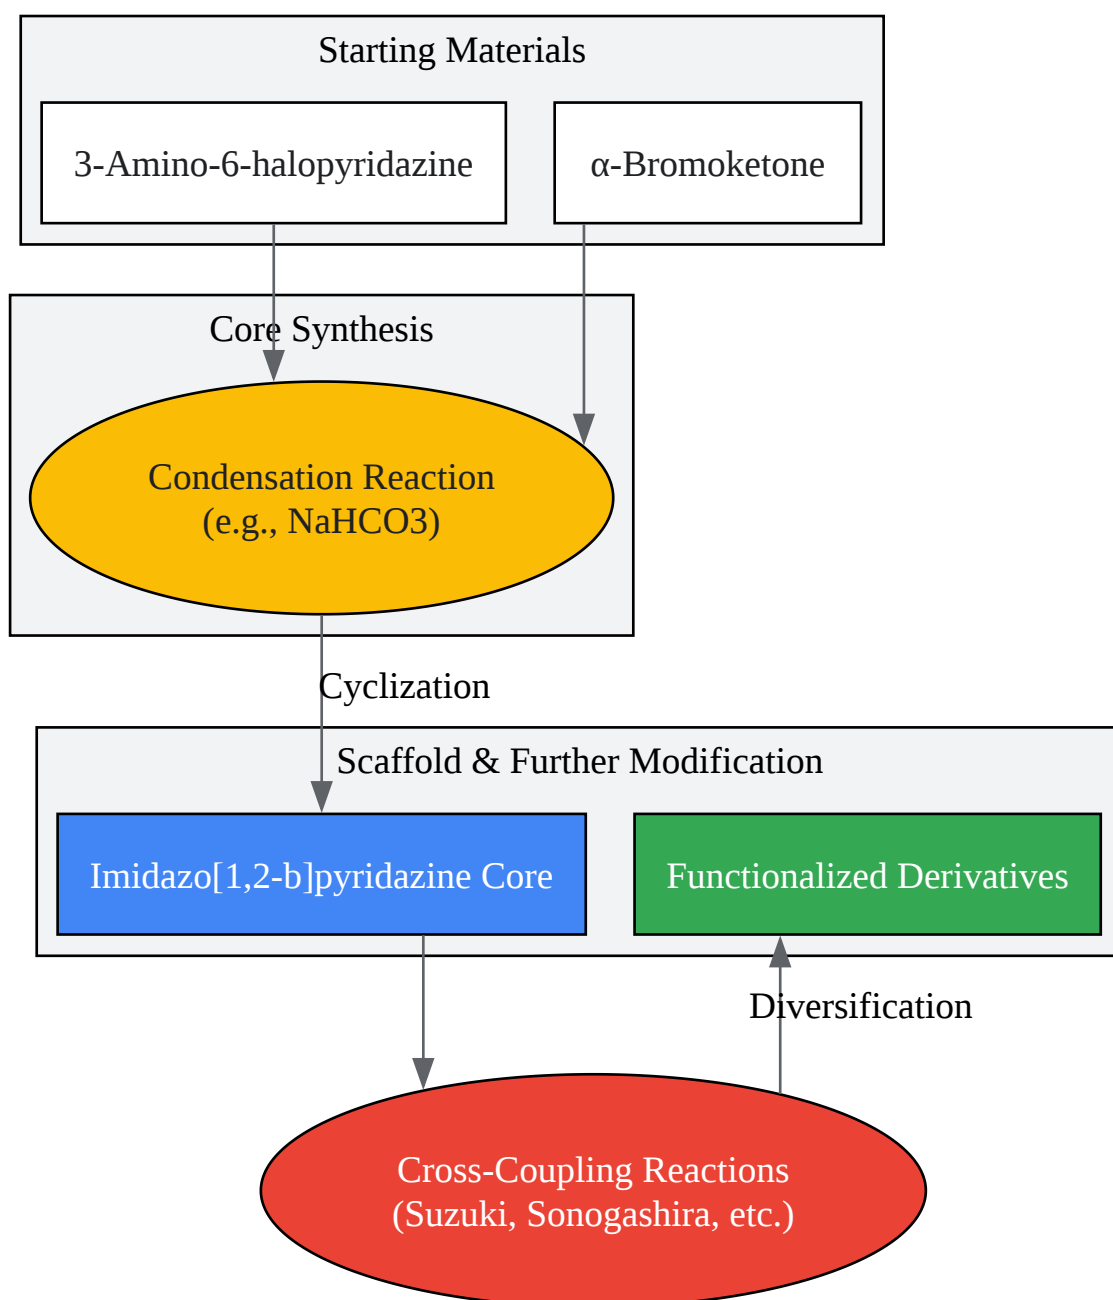 Starting Materials
3-Amino-6-halopyridazine
α-Bromoketone
Core Synthesis
Condensation Reaction
(e.g., NaHCO3)
Cyclization
Scaffold & Further Modification
Imidazo[1,2-b]pyridazine Core
Functionalized Derivatives
Diversification
Cross-Coupling Reactions
(Suzuki, Sonogashira, etc.)